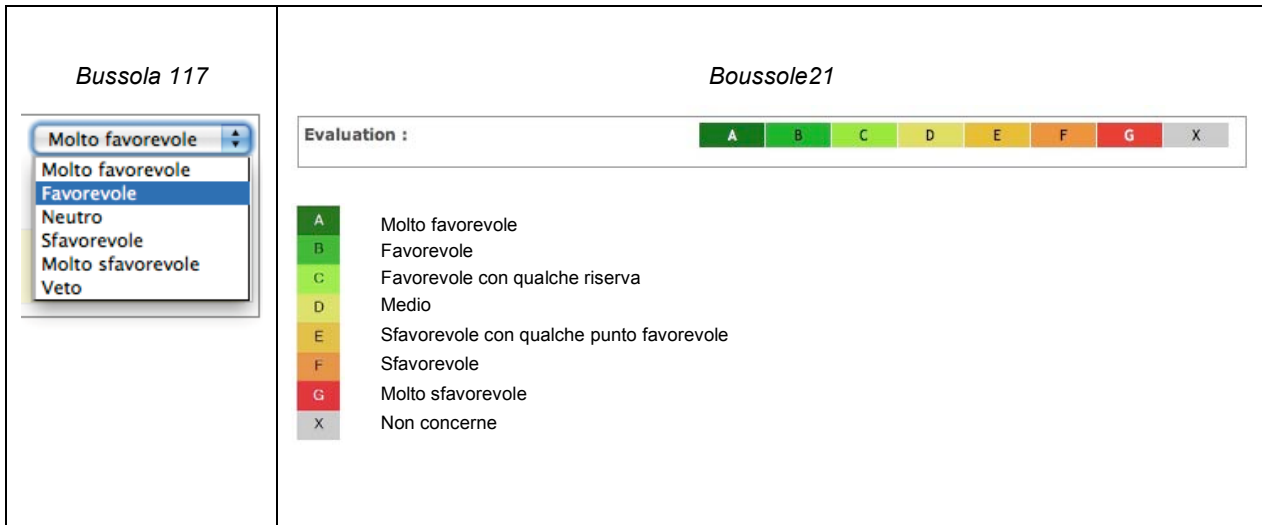 Bussola 117
Molto favorevole
Molto favorevole
Favorevole
Neutro
Sfavorevole
Molto sfavorevole
Veto
Boussole21
Evaluation : A B C D E F G X
A Molto favorevole
B Favorevole
C Favorevole con qualche riserva
D Medio
E Sfavorevole con qualche punto favorevole
F Sfavorevole
G Molto sfavorevole
X Non concerne